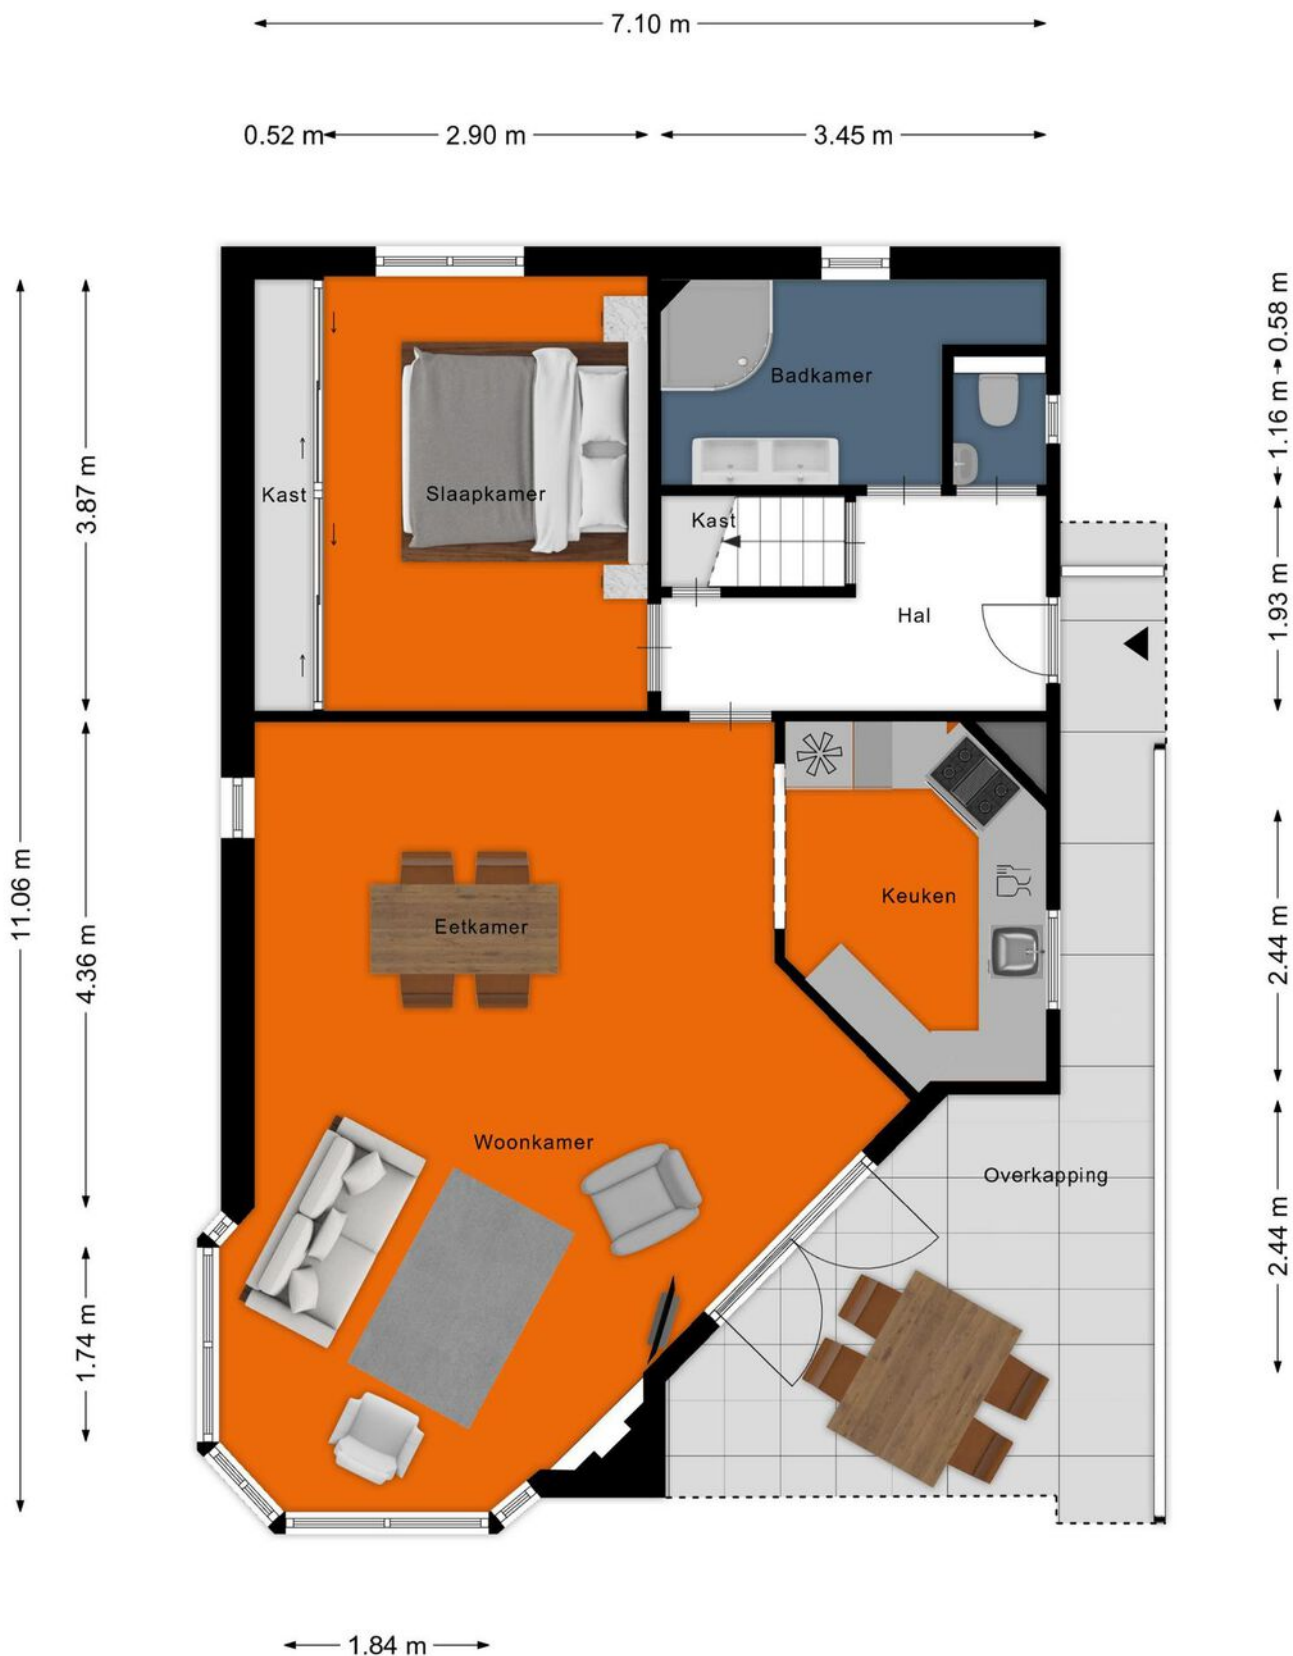 7.10 m
0.52 m
2.90 m
3.45 m
0.58 m
Badkamer
1.16 m
3.87 m
Kast
Slaapkamer
Kast
1.93 m
Hal
11.06 m
4.36 m
Keuken
Eetkamer
2.44 m
Woonkamer
Overkapping
2.44 m
1.74 m
1.84 m